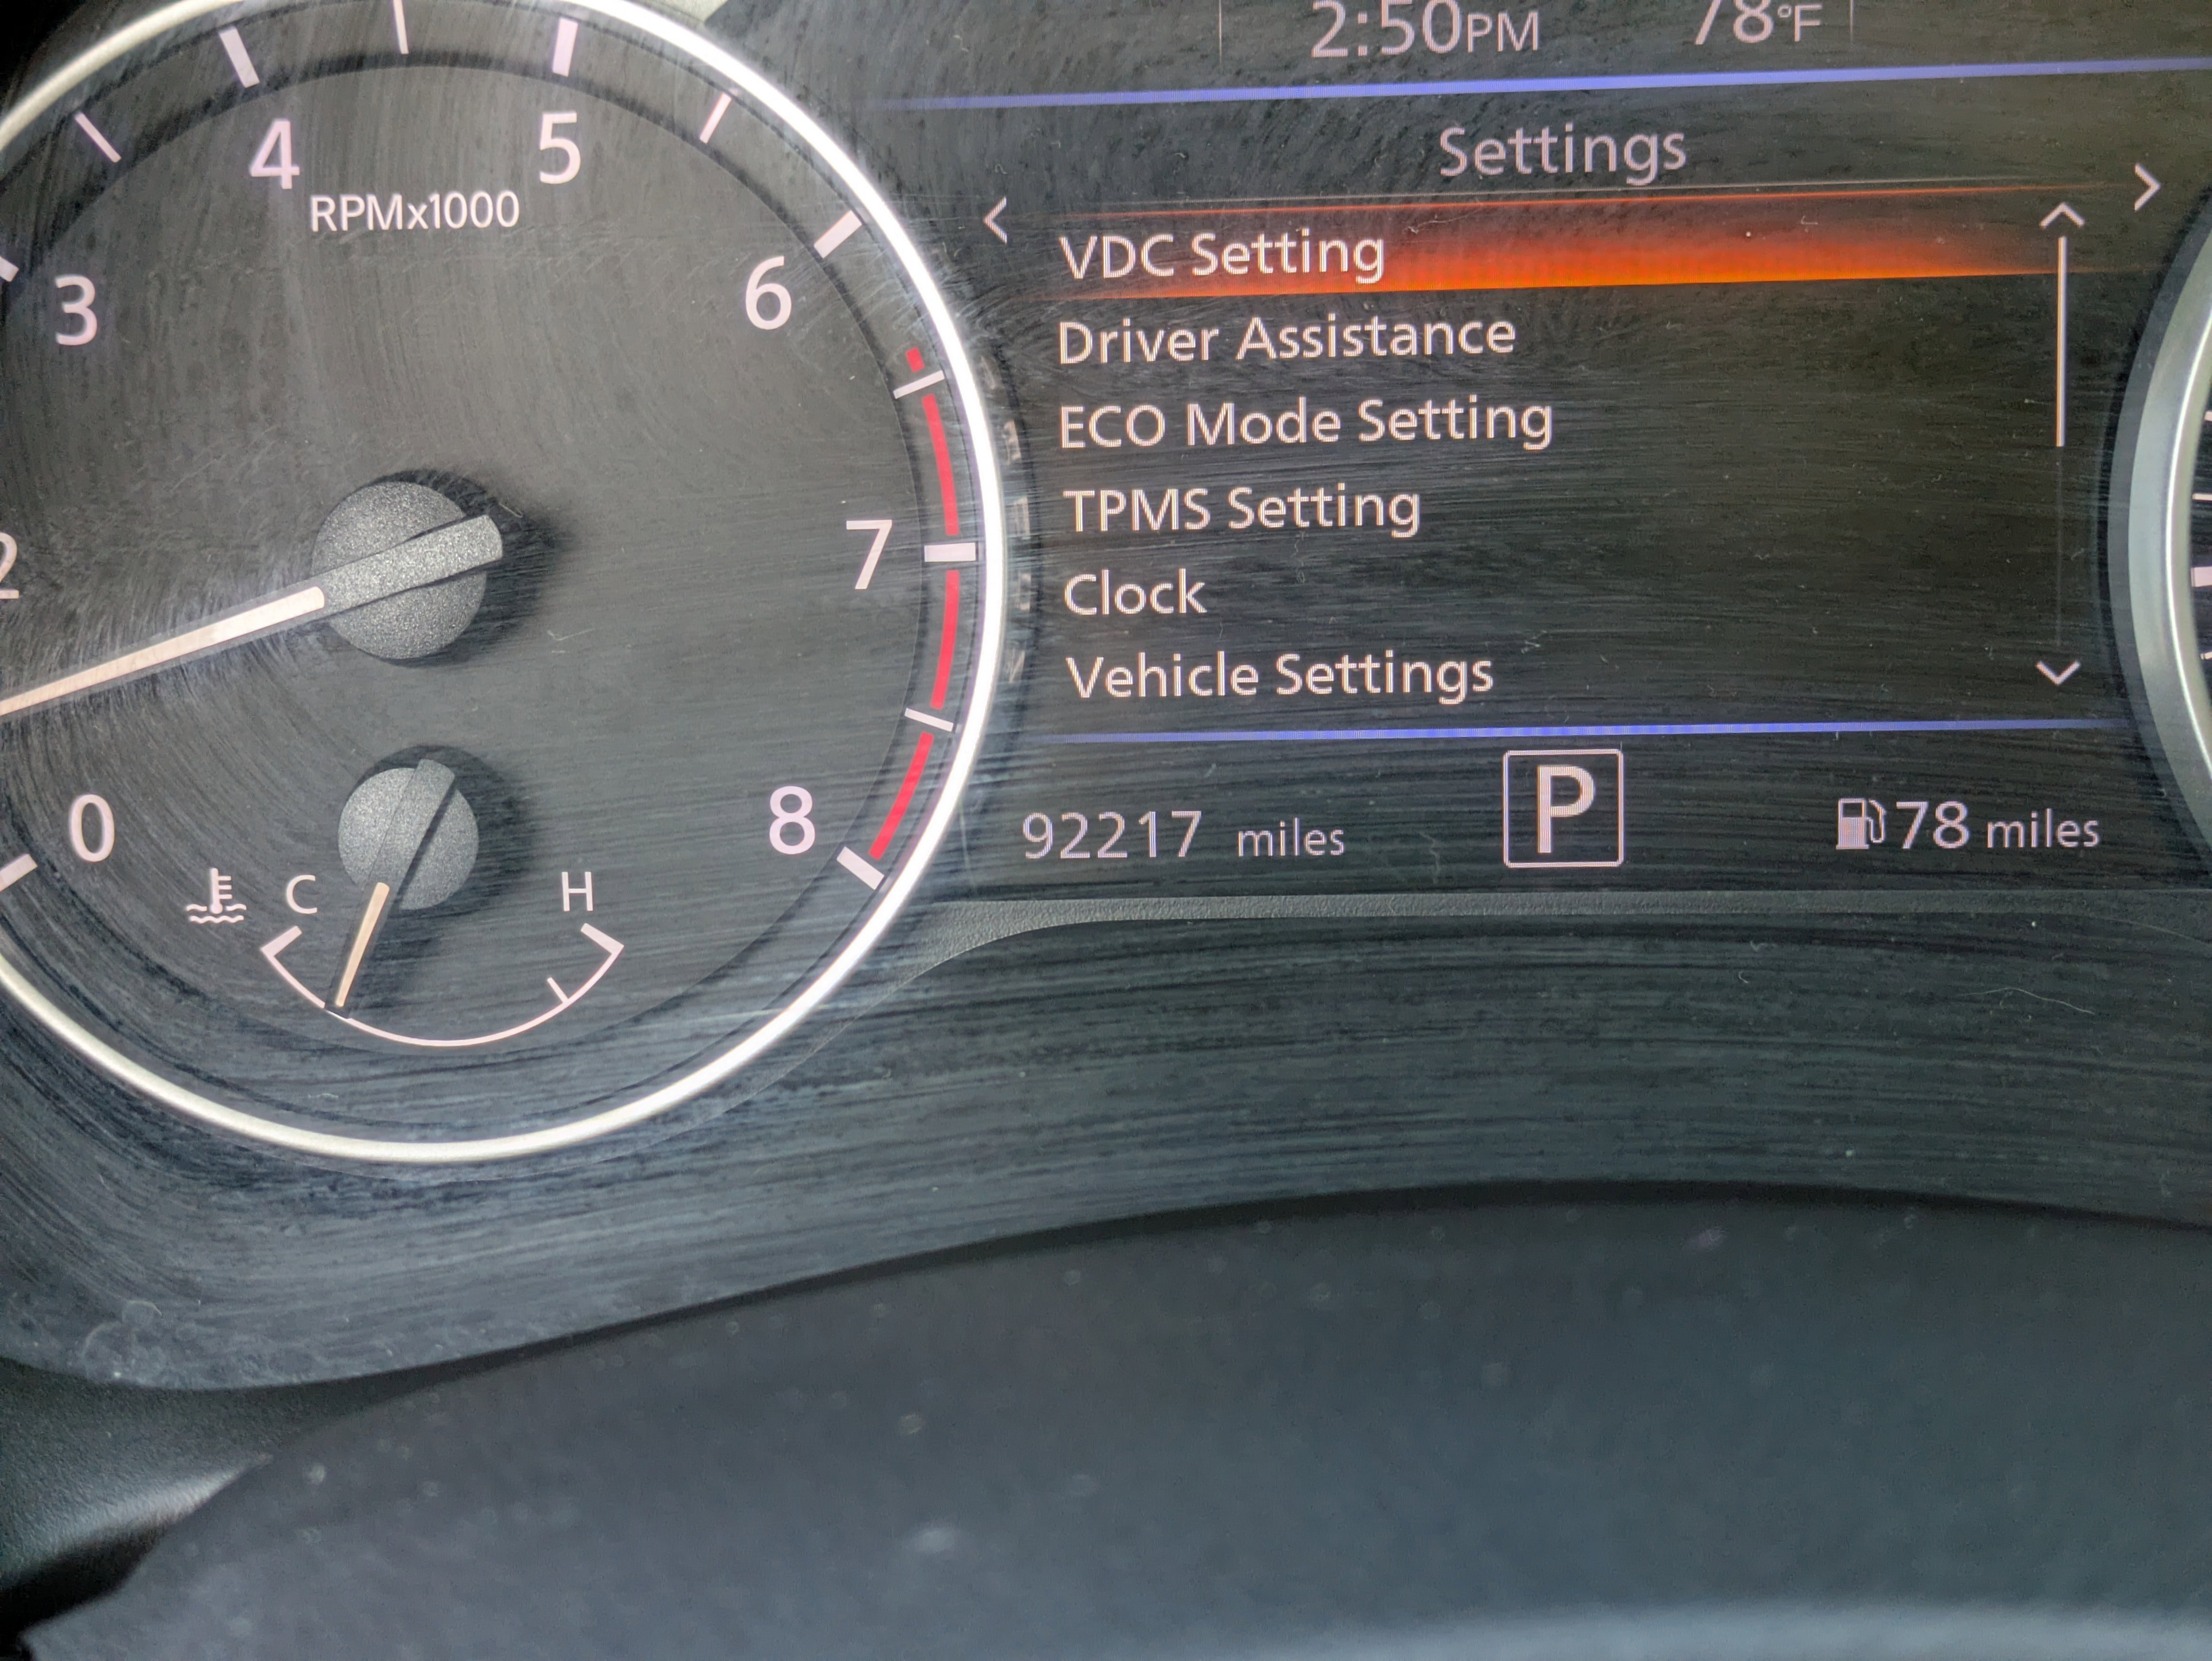 2:50PM 78°F
Settings
VDC Setting
Driver Assistance
ECO Mode Setting
TPMS Setting
Clock
Vehicle Settings
92217 miles P 78 miles
4 5
RPMx1000
3 6
2 7
0 8
C H